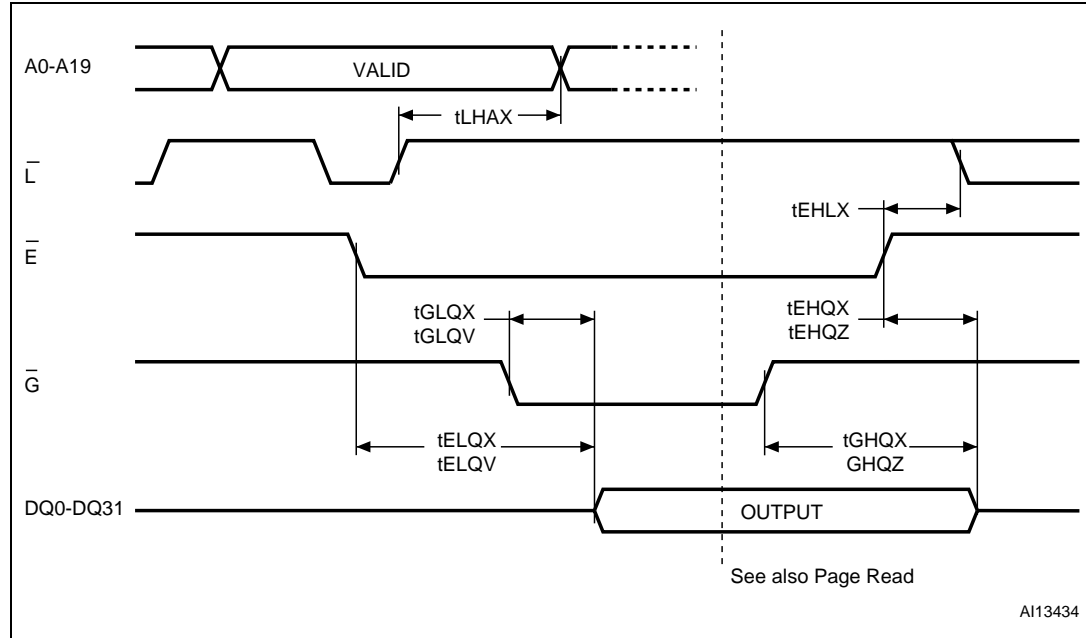 A0-A19
VALID
tLHAX
L̅
tEHLX
E̅
tGLQX
tGLQV
tEHQX
tEHQZ
G̅
tELQX
tELQV
tGHQX
GHQZ
DQ0-DQ31
OUTPUT
See also Page Read
AI13434